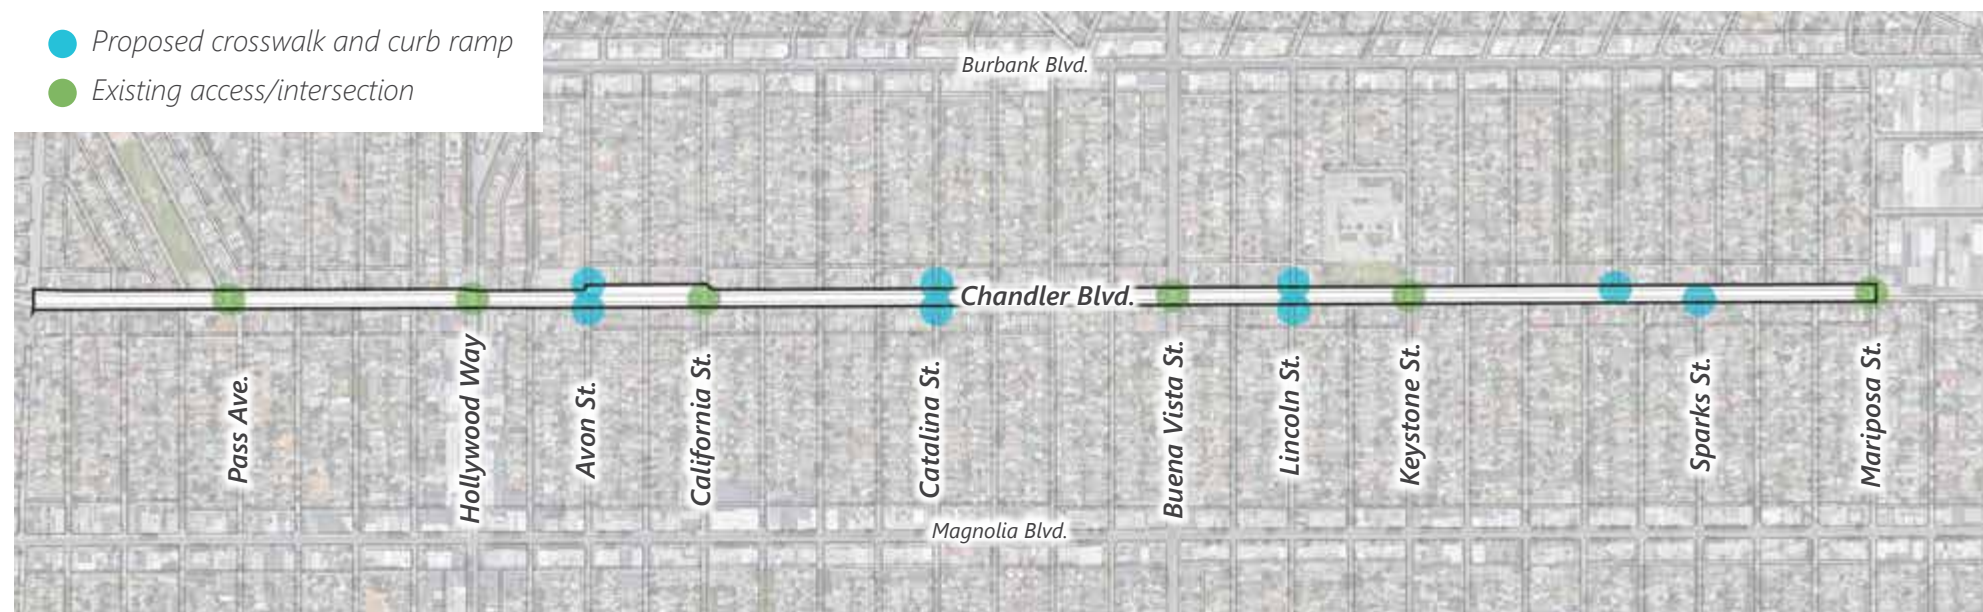 Proposed crosswalk and curb ramp
Existing access/intersection
Burbank Blvd.
Chandler Blvd.
Pass Ave.
Hollywood Way
Avon St.
California St.
Catalina St.
Buena Vista St.
Lincoln St.
Keystone St.
Sparks St.
Mariposa St.
Magnolia Blvd.